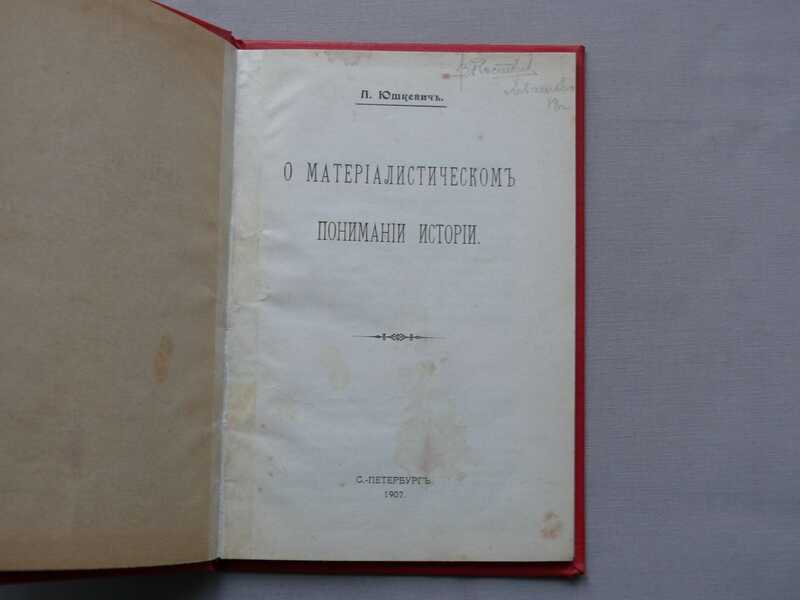 П. Юшкевичъ.
О МАТЕРІАЛИСТИЧЕСКОМЪ
ПОНИМАНІИ ИСТОРІИ.
С.-ПЕТЕРБУРГЪ.
1907.